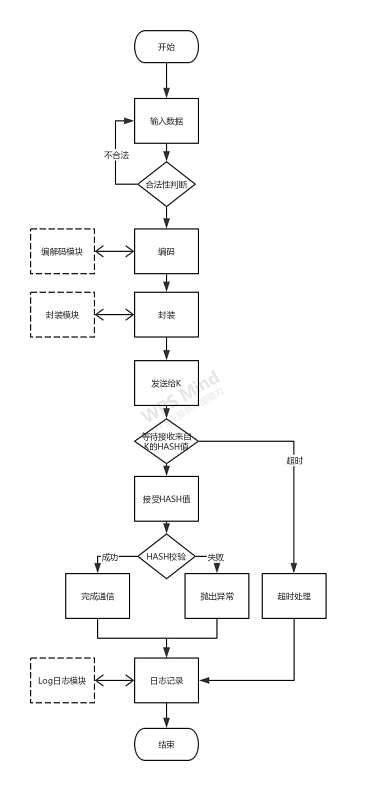 开始
输入数据
不合法
合法性判断
编解码模块
编码
封装模块
封装
发送给K
WPS Mind
等待接收来自
K的HASH值
超时
接受HASH值
HASH校验
成功
失败
完成通信
抛出异常
超时处理
Log日志模块
日志记录
结束